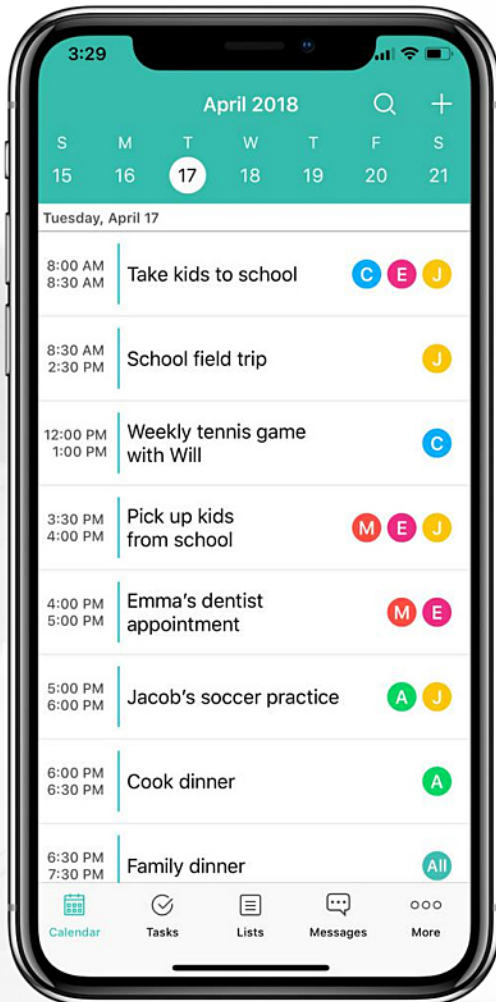 3:29
April 2018
S M T W T F S
15 16 17 18 19 20 21
Tuesday, April 17
8:00 AM
8:30 AM
Take kids to school
C E J
8:30 AM
2:30 PM
School field trip
J
12:00 PM
1:00 PM
Weekly tennis game
with Will
C
3:30 PM
4:00 PM
Pick up kids
from school
M E J
4:00 PM
5:00 PM
Emma's dentist
appointment
M E
5:00 PM
6:00 PM
Jacob's soccer practice
A J
6:00 PM
6:30 PM
Cook dinner
A
6:30 PM
7:30 PM
Family dinner
All
Calendar Tasks Lists Messages More